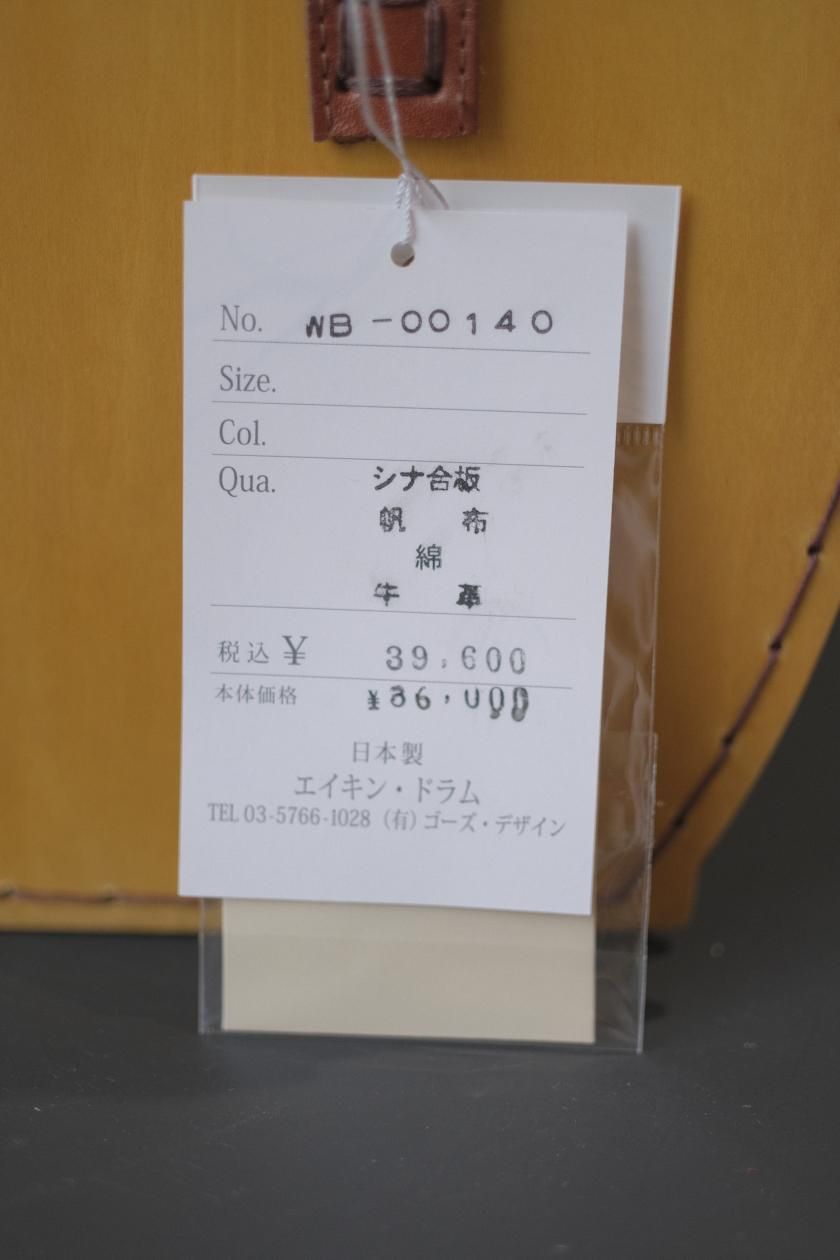 No. WB-00140
Size.
Col.
Qua. シナ合板
帆 布
綿
牛 革
税込 ¥ 39,600
本体価格 ¥36,000
日本製
エイキン・ドラム
TEL 03-5766-1028 (有)ゴーズ・デザイン